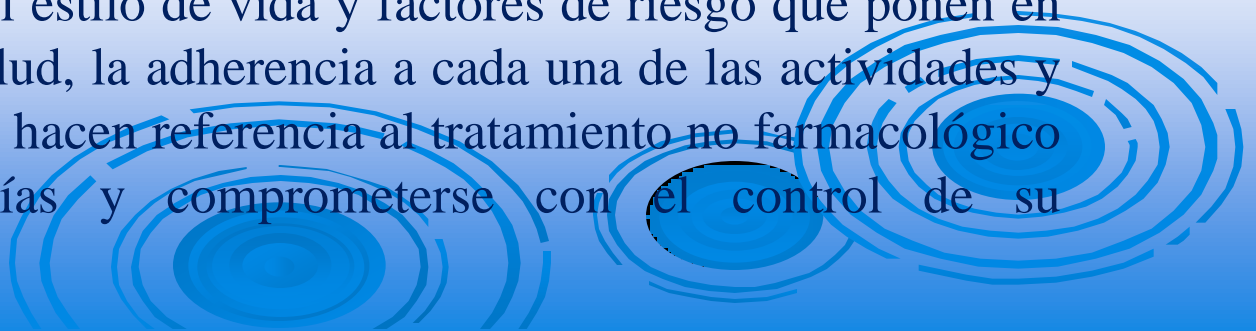 estilo de vida y factores de riesgo que ponen en
lud, la adherencia a cada una de las actividades y
hacen referencia al tratamiento no farmacológico
ías y comprometerse con el control de su